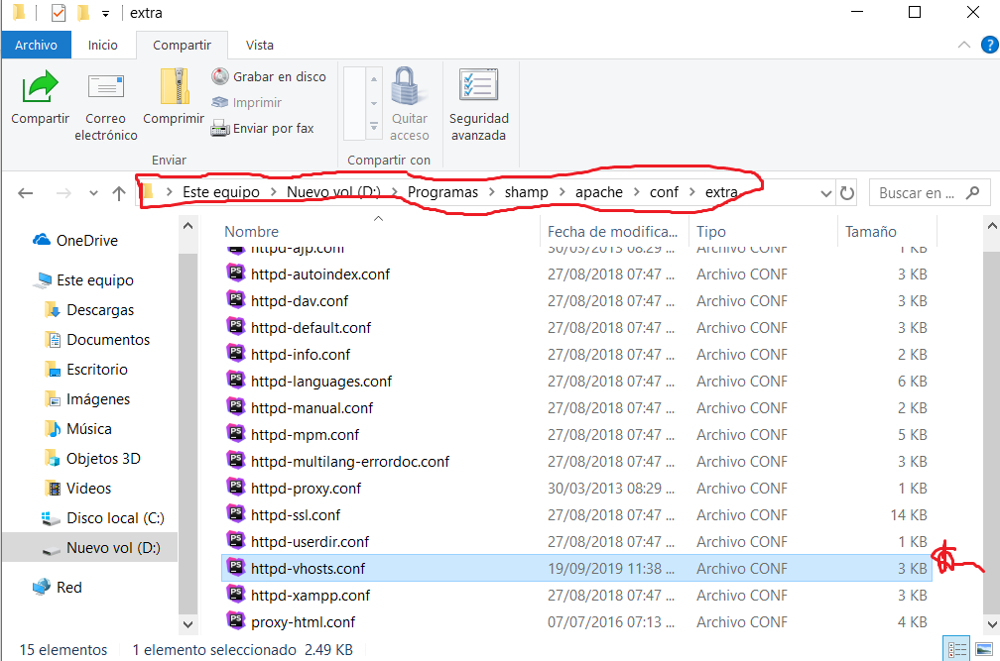 extra
Archivo Inicio Compartir Vista
Compartir
Correo electrónico
Comprimir
Grabar en disco
Imprimir
Enviar por fax
Enviar
Quitar acceso
Compartir con
Seguridad avanzada
Este equipo > Nuevo vol (D:) > Programas > shamp > apache > conf > extra
Buscar en ...
OneDrive
Este equipo
Descargas
Documentos
Escritorio
Imágenes
Música
Objetos 3D
Videos
Disco local (C:)
Nuevo vol (D:)
Red
Nombre Fecha de modifica... Tipo Tamaño
httpd-ajp.conf 30/03/2013 08:29 ... Archivo CONF 1 KB
httpd-autoindex.conf 27/08/2018 07:47 ... Archivo CONF 3 KB
httpd-dav.conf 27/08/2018 07:47 ... Archivo CONF 3 KB
httpd-default.conf 27/08/2018 07:47 ... Archivo CONF 3 KB
httpd-info.conf 27/08/2018 07:47 ... Archivo CONF 2 KB
httpd-languages.conf 27/08/2018 07:47 ... Archivo CONF 6 KB
httpd-manual.conf 27/08/2018 07:47 ... Archivo CONF 2 KB
httpd-mpm.conf 27/08/2018 07:47 ... Archivo CONF 5 KB
httpd-multilang-errordoc.conf 27/08/2018 07:47 ... Archivo CONF 3 KB
httpd-proxy.conf 30/03/2013 08:29 ... Archivo CONF 1 KB
httpd-ssl.conf 27/08/2018 07:47 ... Archivo CONF 14 KB
httpd-userdir.conf 27/08/2018 07:47 ... Archivo CONF 1 KB
httpd-vhosts.conf 19/09/2019 11:38 ... Archivo CONF 3 KB
httpd-xampp.conf 27/08/2018 07:47 ... Archivo CONF 3 KB
proxy-html.conf 07/07/2016 07:13 ... Archivo CONF 4 KB
15 elementos 1 elemento seleccionado 2.49 KB